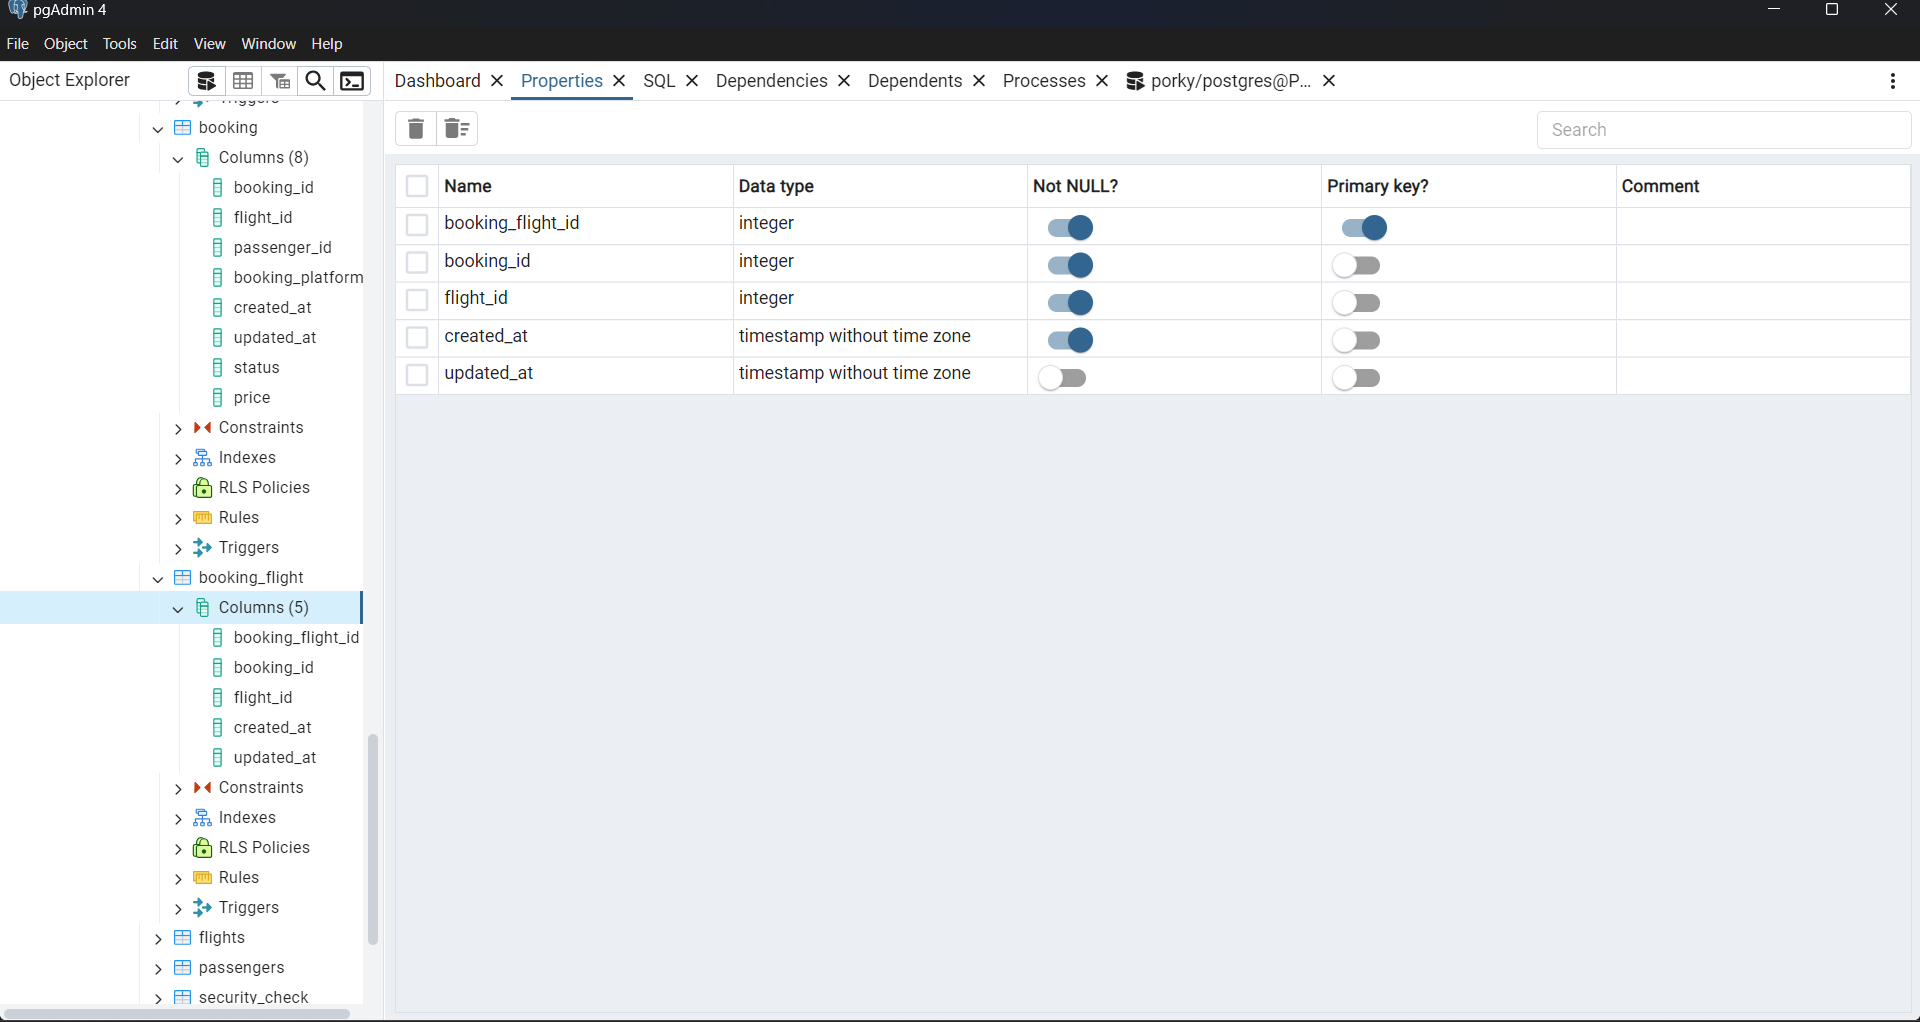 pgAdmin 4
File Object Tools Edit View Window Help
Object Explorer
Dashboard Properties SQL Dependencies Dependents Processes porky/postgres@P...
Triggers
booking
Columns (8)
booking_id
flight_id
passenger_id
booking_platform
created_at
updated_at
status
price
Constraints
Indexes
RLS Policies
Rules
Triggers
booking_flight
Columns (5)
booking_flight_id
booking_id
flight_id
created_at
updated_at
Constraints
Indexes
RLS Policies
Rules
Triggers
flights
passengers
security_check
Search
Name Data type Not NULL? Primary key? Comment
booking_flight_id integer
booking_id integer
flight_id integer
created_at timestamp without time zone
updated_at timestamp without time zone